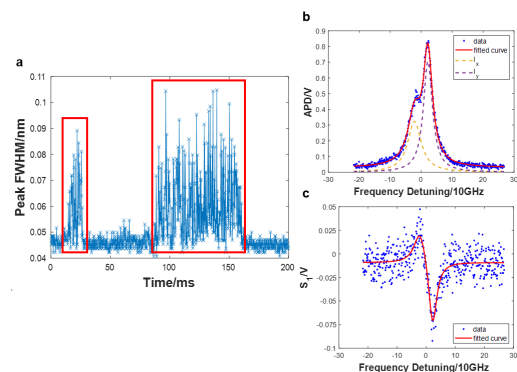 a
Peak FWHM/nm
0.11
0.1
0.09
0.08
0.07
0.06
0.05
0.04
0
50
100
150
200
Time/ms
b
APD/V
0.9
0.8
0.7
0.6
0.5
0.4
0.3
0.2
0.1
0
-30
-20
-10
0
10
20
30
Frequency Detuning/10GHz
data
fitted curve
I_x
I_y
c
S_1/V
0.05
0.025
0
-0.025
-0.05
-0.075
-0.1
-30
-20
-10
0
10
20
30
Frequency Detuning/10GHz
data
fitted curve